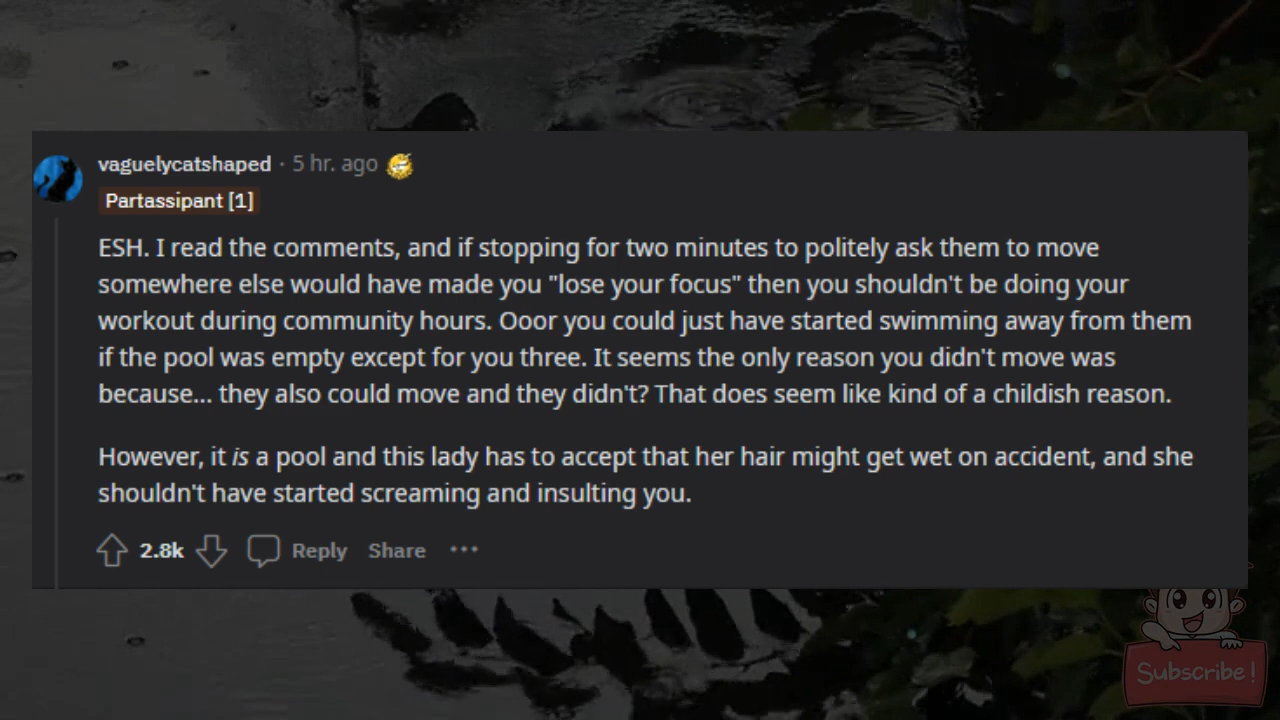 vaguelycatshaped · 5 hr. ago
Partassipant [1]
ESH. I read the comments, and if stopping for two minutes to politely ask them to move
somewhere else would have made you "lose your focus" then you shouldn't be doing your
workout during community hours. Ooor you could just have started swimming away from them
if the pool was empty except for you three. It seems the only reason you didn't move was
because... they also could move and they didn't? That does seem like kind of a childish reason.
However, it is a pool and this lady has to accept that her hair might get wet on accident, and she
shouldn't have started screaming and insulting you.
2.8k Reply Share ···
Subscribe!